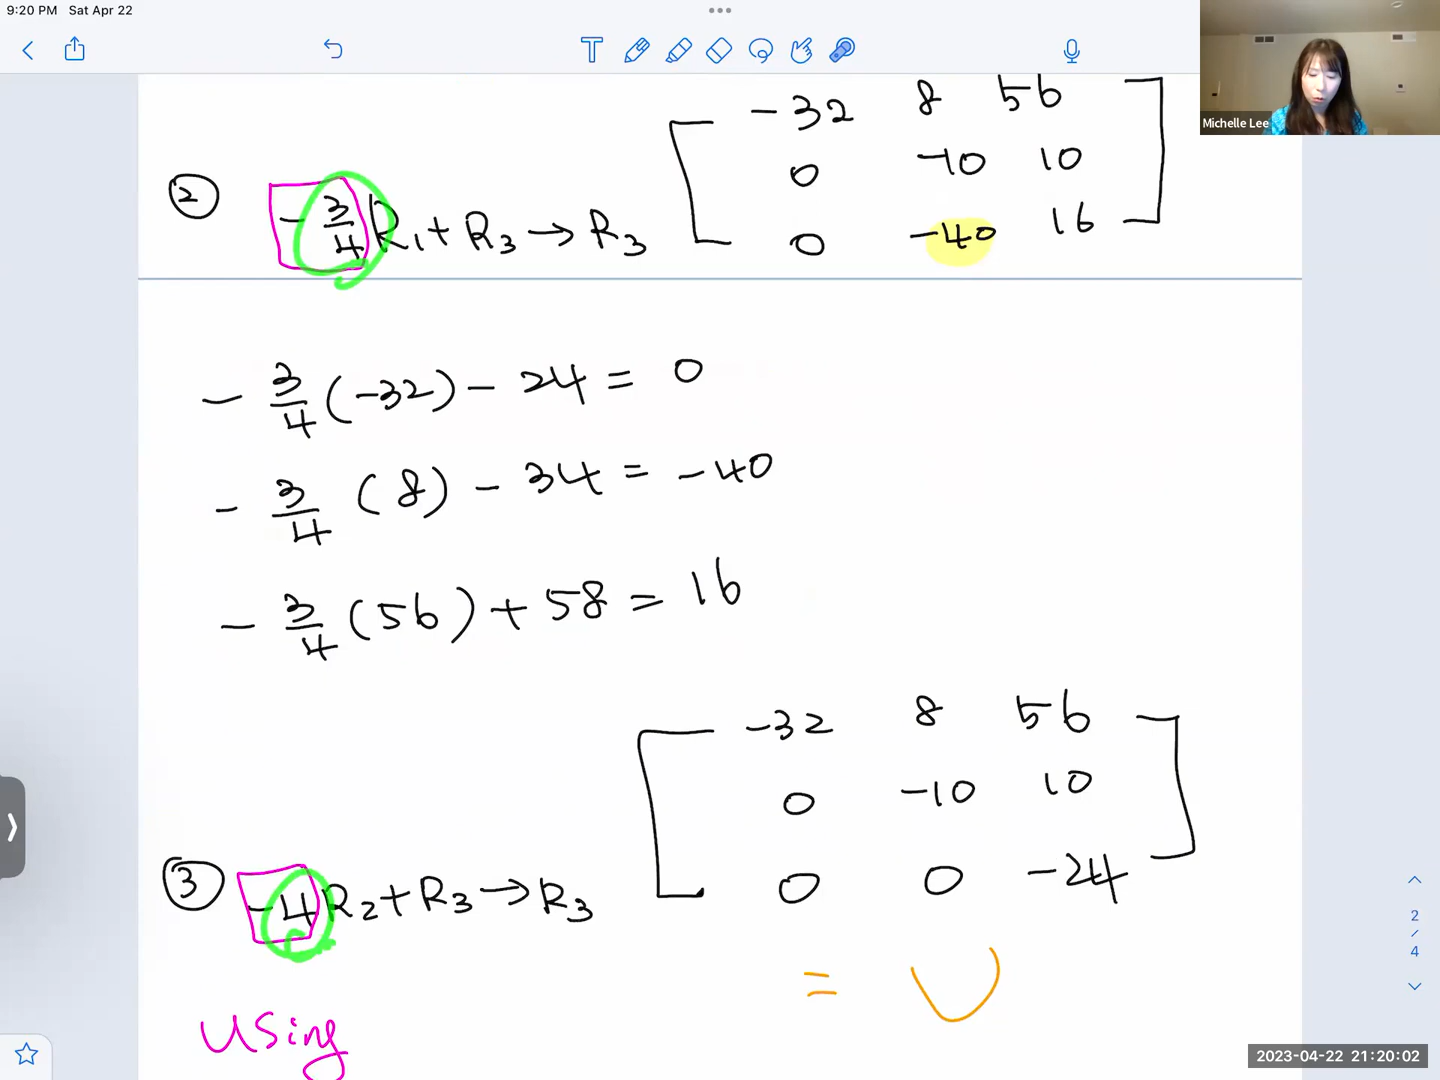 9:20 PM Sat Apr 22
Michelle Lee
-32 8 56
0 -10 10
0 -40 16
② -3/4 R1 + R3 → R3
-3/4 (-32) - 24 = 0
-3/4 (8) - 34 = -40
-3/4 (56) + 58 = 16
-32 8 56
0 -10 10
0 0 -24
③ -4R2 + R3 → R3
= U
Using
2 / 4
2023-04-22 21:20:02